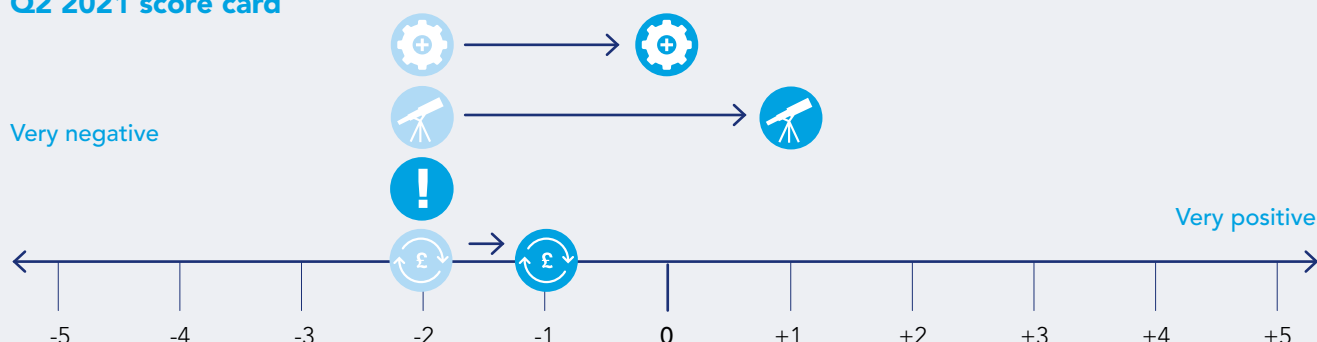 Q2 2021 score card
Very negative
!
Very positive
£ £
-5 -4 -3 -2 -1 0 +1 +2 +3 +4 +5